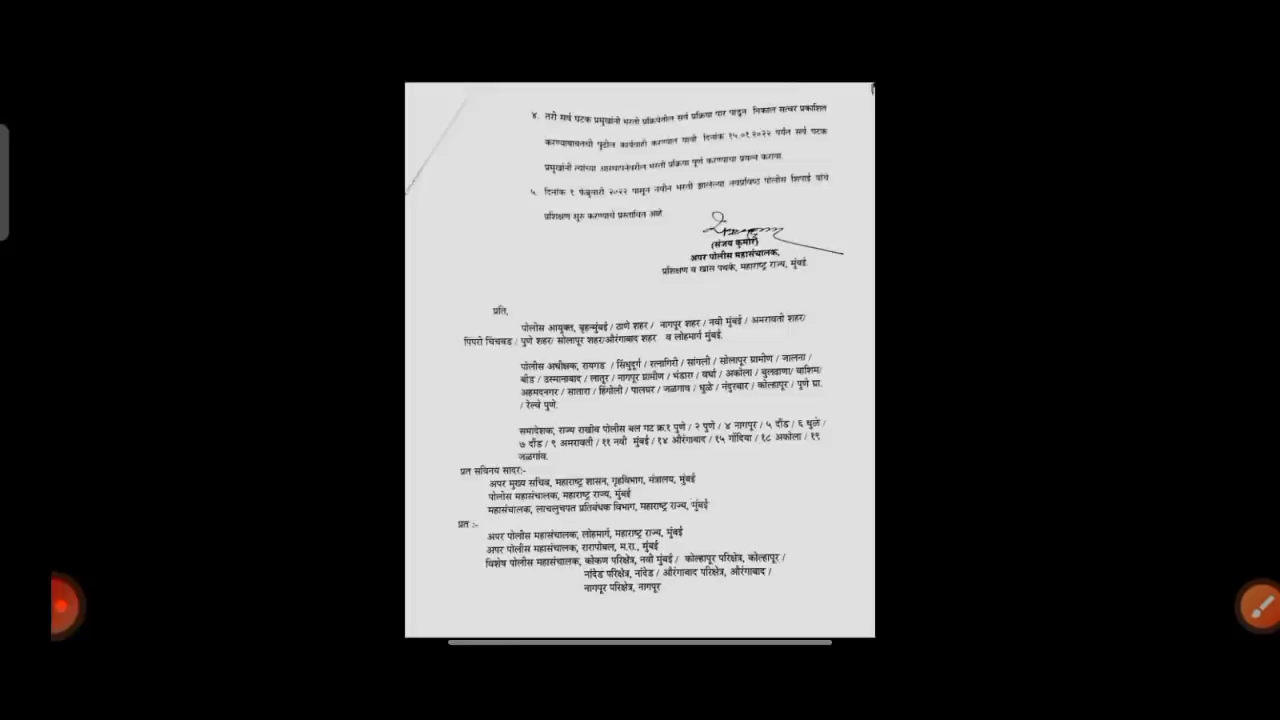 ४. तरी सर्व घटक प्रमुखांनी भरती प्रक्रियेतील सर्व प्रक्रिया पार पाडून निकाल सत्वर प्रकाशित
करण्याबाबतची पुढील कार्यवाही करण्यात यावी दिनांक १५.०१.२०२२ पर्यंत सर्व घटक
प्रमुखांनी त्यांच्या आस्थापनेवरील भरती प्रक्रिया पूर्ण करण्याचा प्रयत्न करावा.
५. दिनांक १ फेब्रुवारी २०२२ पासून नवीन भरती झालेल्या नवप्रविष्ठ पोलीस शिपाई यांचे
प्रशिक्षण सुरु करण्याचे प्रस्तावित आहे
(संजय कुमार)
अपर पोलीस महासंचालक,
प्रशिक्षण व खास पथके, महाराष्ट्र राज्य, मुंबई.
प्रति,
पोलीस आयुक्त, बृहन्मुंबई / ठाणे शहर / नागपूर शहर / नवी मुंबई / अमरावती शहर/
पिंपरी चिंचवड / पुणे शहर/ सोलापूर शहर/औरंगाबाद शहर व लोहमार्ग मुंबई.
पोलीस अधीक्षक, रायगड / सिंधुदूर्ग / रत्नागिरी / सांगली / सोलापूर ग्रामीण / जालना /
बीड / उस्मानाबाद / लातूर / नागपूर ग्रामीण / भंडारा / वर्धा / अकोला / बुलढाणा/ वाशिम/
अहमदनगर / सातारा / हिंगोली / पालघर / जळगाव / धुळे / नंदुरबार / कोल्हापूर / पुणे ग्रा.
/ रेल्वे पुणे.
समादेशक, राज्य राखीव पोलीस बल गट क्र.१ पुणे / २ पुणे / ४ नागपूर / ५ दौंड / ६ धुळे /
७ दौंड / ९ अमरावती / ११ नवी मुंबई / १४ औरंगाबाद / १५ गोंदिया / १८ अकोला / १९
जळगांव.
प्रत सविनय सादर:-
अपर मुख्य सचिव, महाराष्ट्र शासन, गृहविभाग, मंत्रालय, मुंबई
पोलीस महासंचालक, महाराष्ट्र राज्य, मुंबई
महासंचालक, लाचलुचपत प्रतिबंधक विभाग, महाराष्ट्र राज्य, मुंबई
प्रत :-
अपर पोलीस महासंचालक, लोहमार्ग, महाराष्ट्र राज्य, मुंबई
अपर पोलीस महासंचालक, रारापोबल, म.रा., मुंबई
विशेष पोलीस महासंचालक, कोकण परिक्षेत्र, नवी मुंबई / कोल्हापूर परिक्षेत्र, कोल्हापूर /
नांदेड परिक्षेत्र, नांदेड / औरंगाबाद परिक्षेत्र, औरंगाबाद /
नागपूर परिक्षेत्र, नागपूर